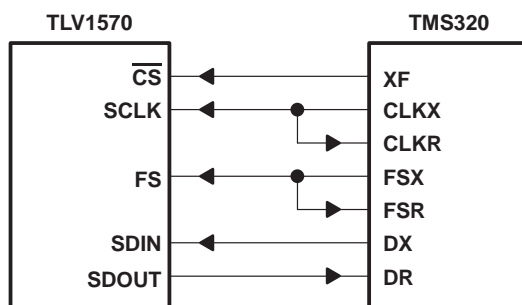 TLV1570 TMS320
CS XF
SCLK CLKX
CLKR
FS FSX
FSR
SDIN DX
SDOUT DR